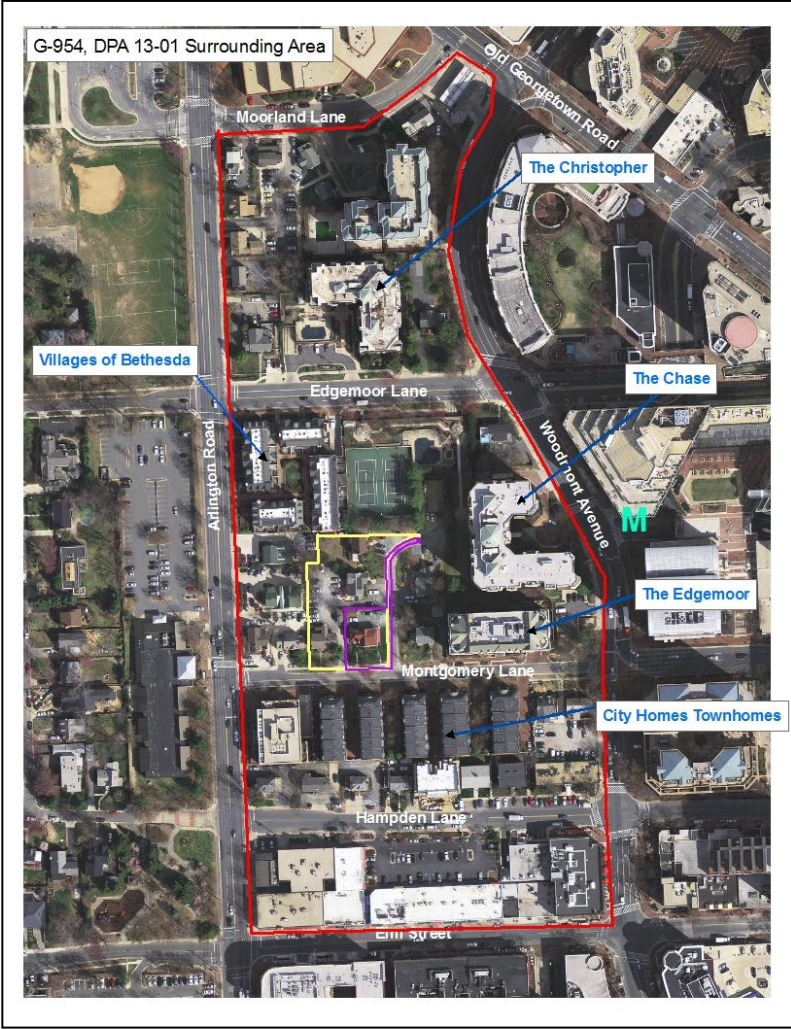 G-954, DPA 13-01 Surrounding Area
Old Georgetown Road
Moorland Lane
The Christopher
Villages of Bethesda
Edgemoor Lane
The Chase
Arlington Road
Woodmont Avenue
M
The Edgemoor
Montgomery Lane
City Homes Townhomes
Hampden Lane
Elm Street